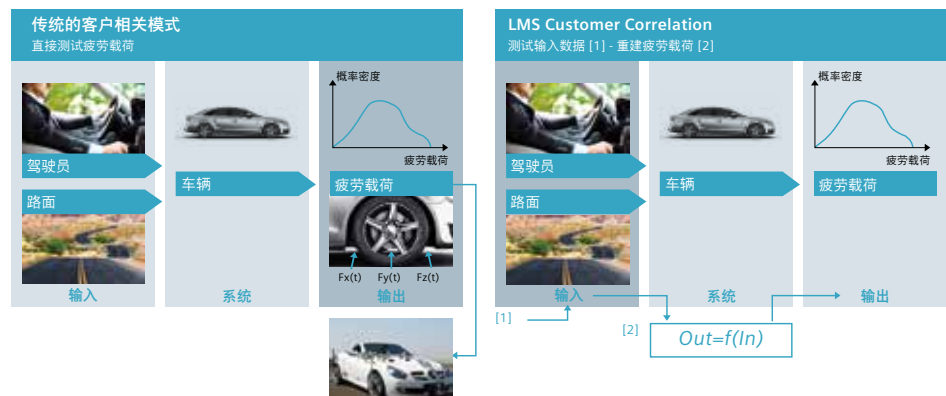 传统的客户相关模式
直接测试疲劳载荷
概率密度
疲劳载荷
驾驶员
车辆
疲劳载荷
路面
Fx(t) Fy(t) Fz(t)
输入
系统
输出
LMS Customer Correlation
测试输入数据 [1] - 重建疲劳载荷 [2]
概率密度
疲劳载荷
驾驶员
车辆
疲劳载荷
路面
输入
系统
输出
[1]
[2]
Out=f(In)